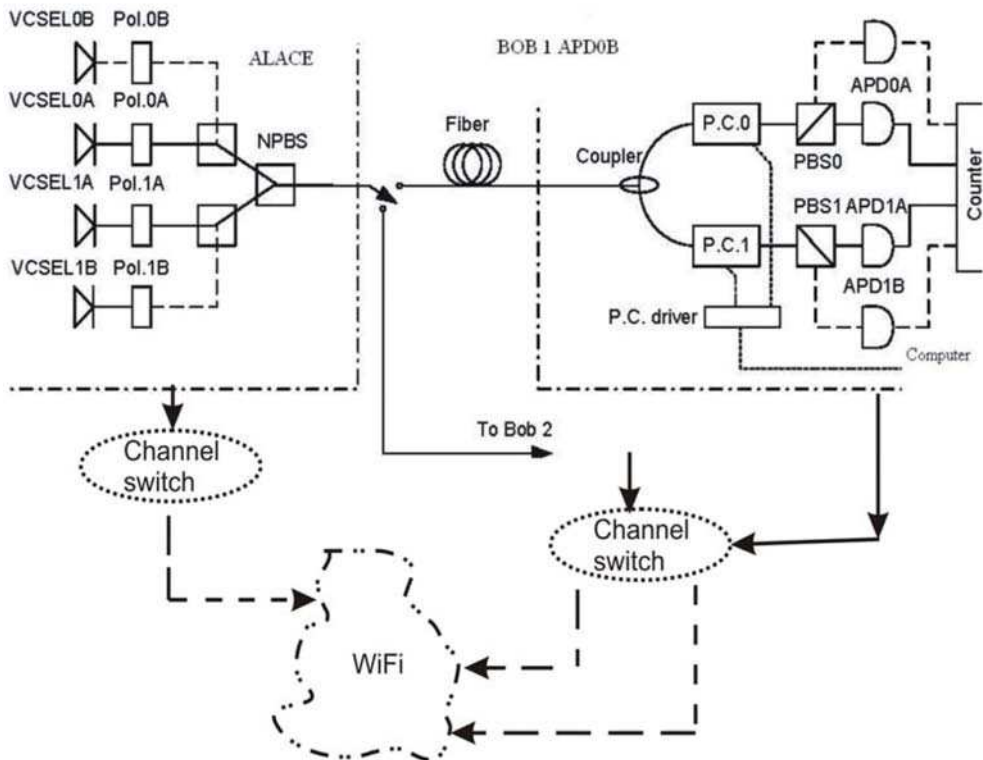 VCSEL0B Pol.0B
ALACE
BOB 1 APD0B
VCSEL0A Pol.0A
APD0A
NPBS
Fiber
P.C.0
Coupler
PBS0
Counter
VCSEL1A Pol.1A
PBS1 APD1A
P.C.1
VCSEL1B Pol.1B
APD1B
P.C. driver
Computer
To Bob 2
Channel
switch
Channel
switch
WiFi